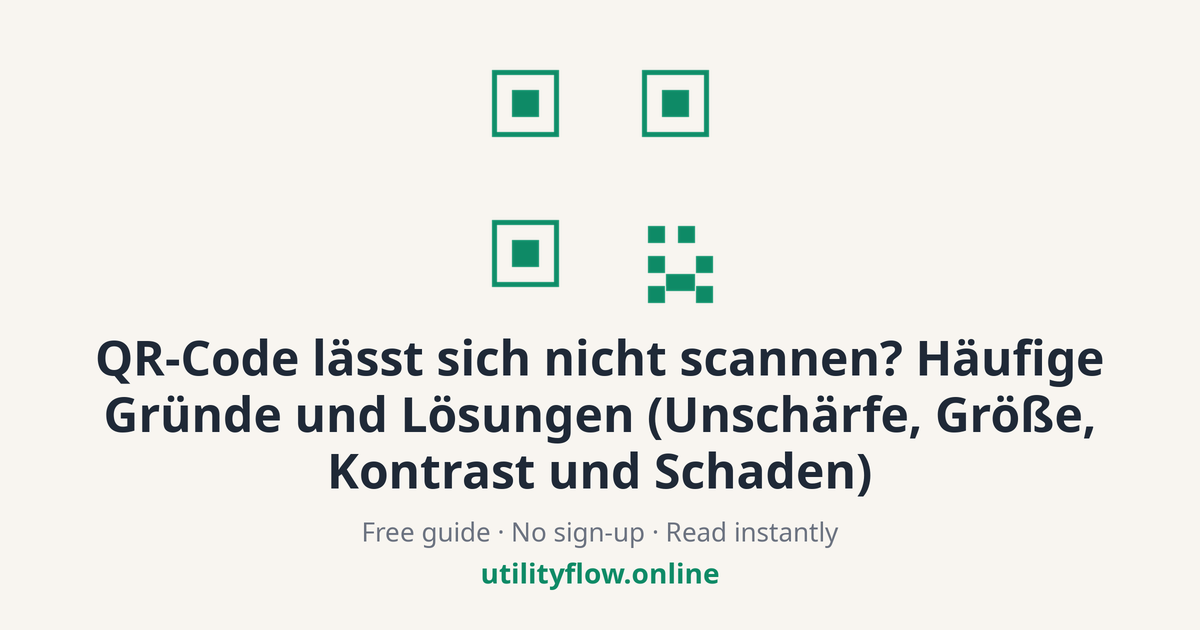 QR-Code lässt sich nicht scannen? Häufige
Gründe und Lösungen (Unschärfe, Größe,
Kontrast und Schaden)
Free guide · No sign-up · Read instantly
utilityflow.online